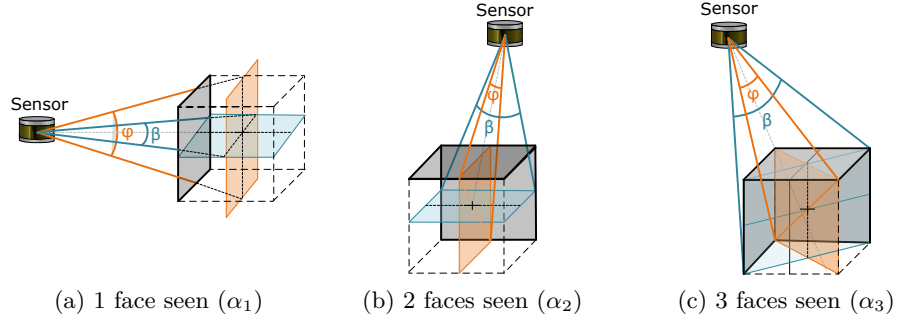 Sensor
φ
β
Sensor
φ
β
Sensor
φ
β
(a) 1 face seen (α₁)
(b) 2 faces seen (α₂)
(c) 3 faces seen (α₃)